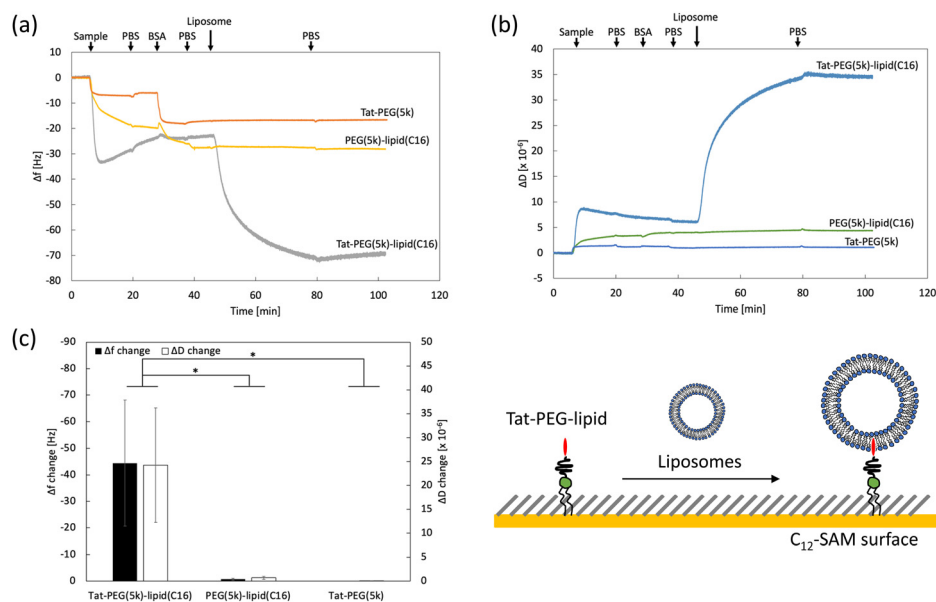 (a)
Liposome
Sample PBS BSA PBS PBS
10
0
-10
-20
-30
-40
-50
-60
-70
-80
Δf [Hz]
Tat-PEG(5k)
PEG(5k)-lipid(C16)
Tat-PEG(5k)-lipid(C16)
0 20 40 60 80 100 120
Time [min]
(b)
Liposome
Sample PBS BSA PBS PBS
40
35
30
25
20
15
10
5
0
-5
ΔD [x 10-6]
Tat-PEG(5k)-lipid(C16)
PEG(5k)-lipid(C16)
Tat-PEG(5k)
0 20 40 60 80 100 120
Time [min]
(c)
-90
-80
-70
-60
-50
-40
-30
-20
-10
0
Δf change [Hz]
Δf change ΔD change
*
*
50
45
40
35
30
25
20
15
10
5
0
ΔD change [x 10-6]
Tat-PEG(5k)-lipid(C16) PEG(5k)-lipid(C16) Tat-PEG(5k)
Tat-PEG-lipid
Liposomes
C12-SAM surface